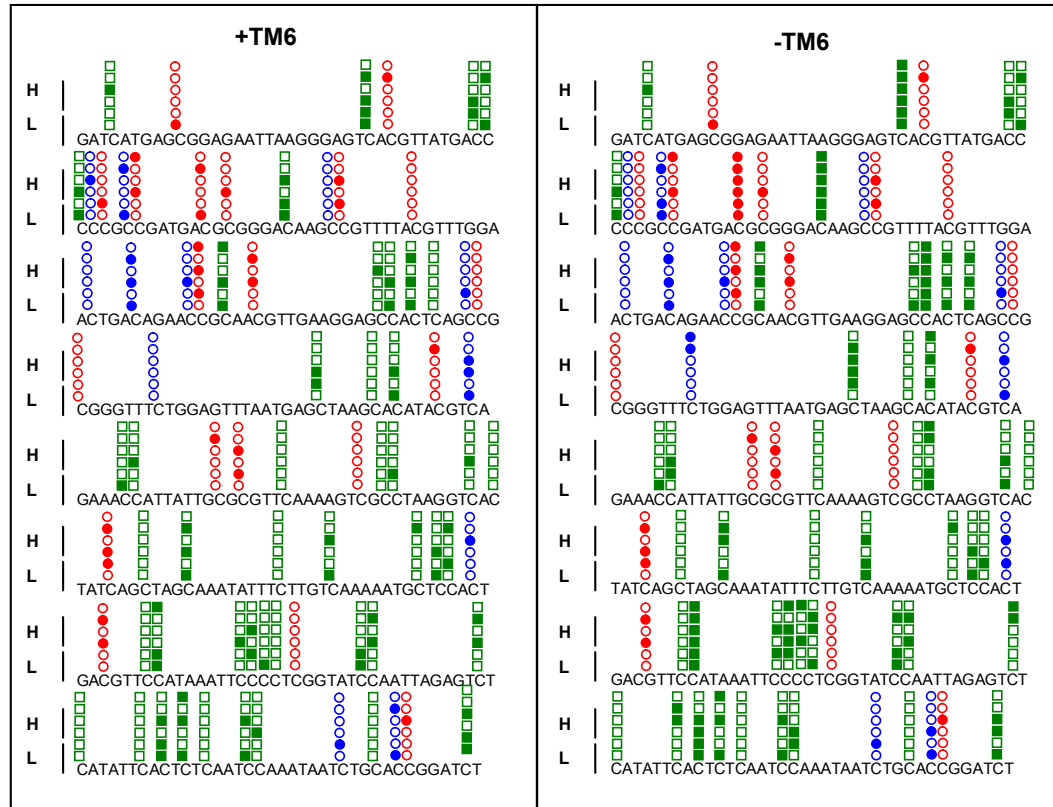 +TM6
H
L
GATCATGAGCGGAGAATTAAGGGAGTCACGTTATGACC
H
L
CCCGCCGATGACGCGGGACAAGCCGTTTTACGTTTGGA
H
L
ACTGACAGAACCGCAACGTTGAAGGAGCCACTCAGCCG
H
L
CGGGTTTCTGGAGTTTAATGAGCTAAGCACATACGTCA
H
L
GAAACCATTATTGCGCGTTCAAAAGTCGCCTAAGGTCAC
H
L
TATCAGCTAGCAAATATTTCTTGTCAAAAATGCTCCACT
H
L
GACGTTCCATAAATTCCCCTCGGTATCCAATTAGAGTCT
H
L
CATATTCACTCTCAATCCAAATAATCTGCACCGGATCT
-TM6
H
L
GATCATGAGCGGAGAATTAAGGGAGTCACGTTATGACC
H
L
CCCGCCGATGACGCGGGACAAGCCGTTTTACGTTTGGA
H
L
ACTGACAGAACCGCAACGTTGAAGGAGCCACTCAGCCG
H
L
CGGGTTTCTGGAGTTTAATGAGCTAAGCACATACGTCA
H
L
GAAACCATTATTGCGCGTTCAAAAGTCGCCTAAGGTCAC
H
L
TATCAGCTAGCAAATATTTCTTGTCAAAAATGCTCCACT
H
L
GACGTTCCATAAATTCCCCTCGGTATCCAATTAGAGTCT
H
L
CATATTCACTCTCAATCCAAATAATCTGCACCGGATCT